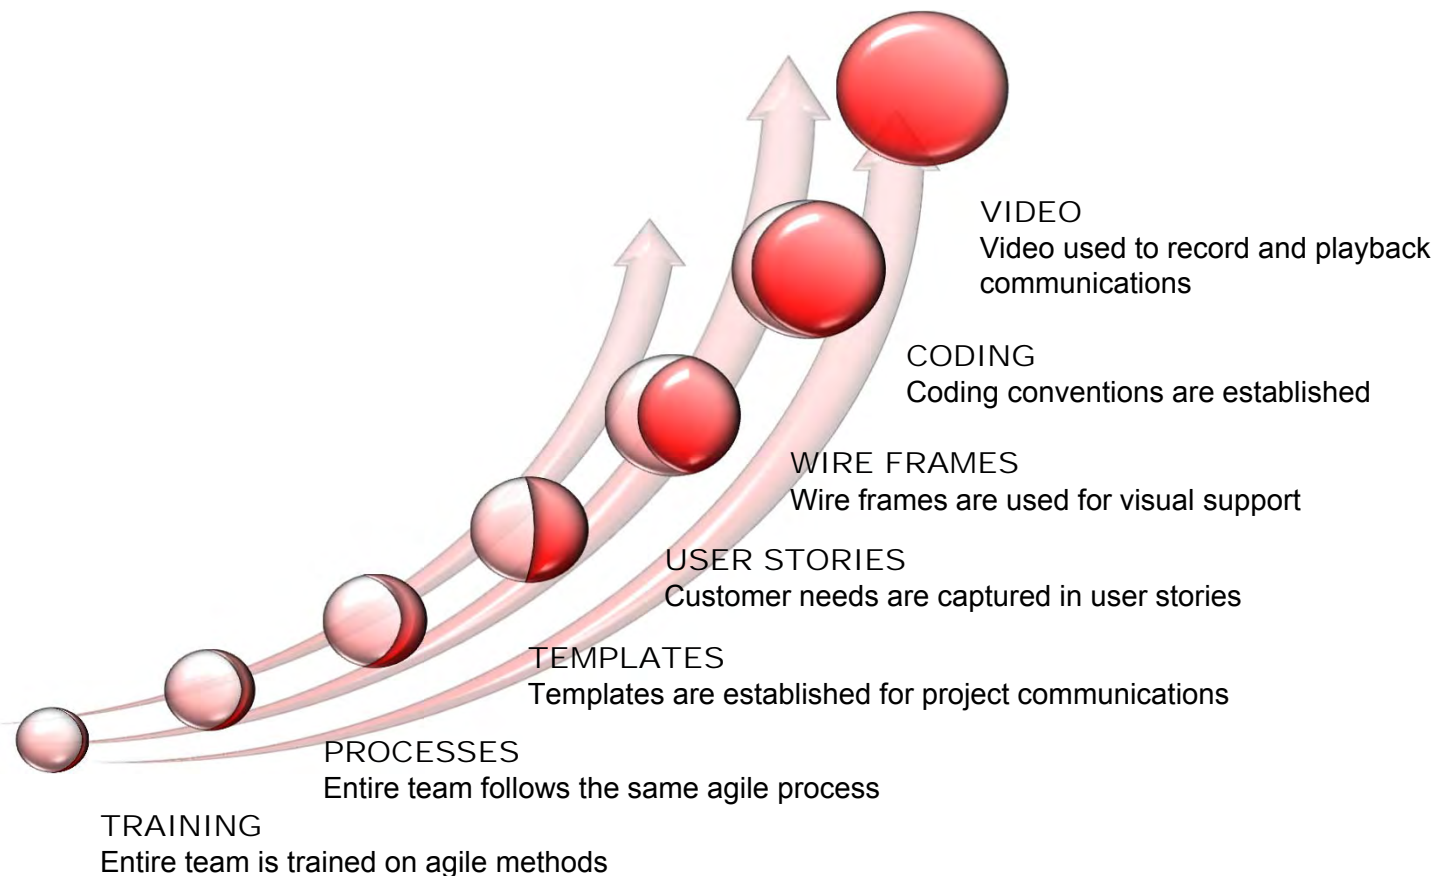 VIDEO
Video used to record and playback
communications
CODING
Coding conventions are established
WIRE FRAMES
Wire frames are used for visual support
USER STORIES
Customer needs are captured in user stories
TEMPLATES
Templates are established for project communications
PROCESSES
Entire team follows the same agile process
TRAINING
Entire team is trained on agile methods